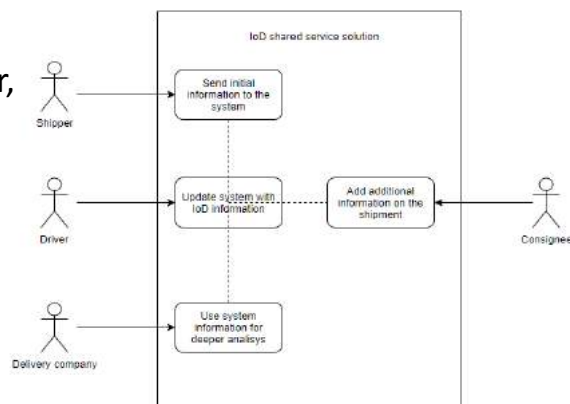 IoD shared service solution
r,
Send initial
information to the
system
Shipper
Update system with
IoD information
Add additional
information on the
shipment
Driver
Consignee
Use system
information for
deeper analisys
Delivery company